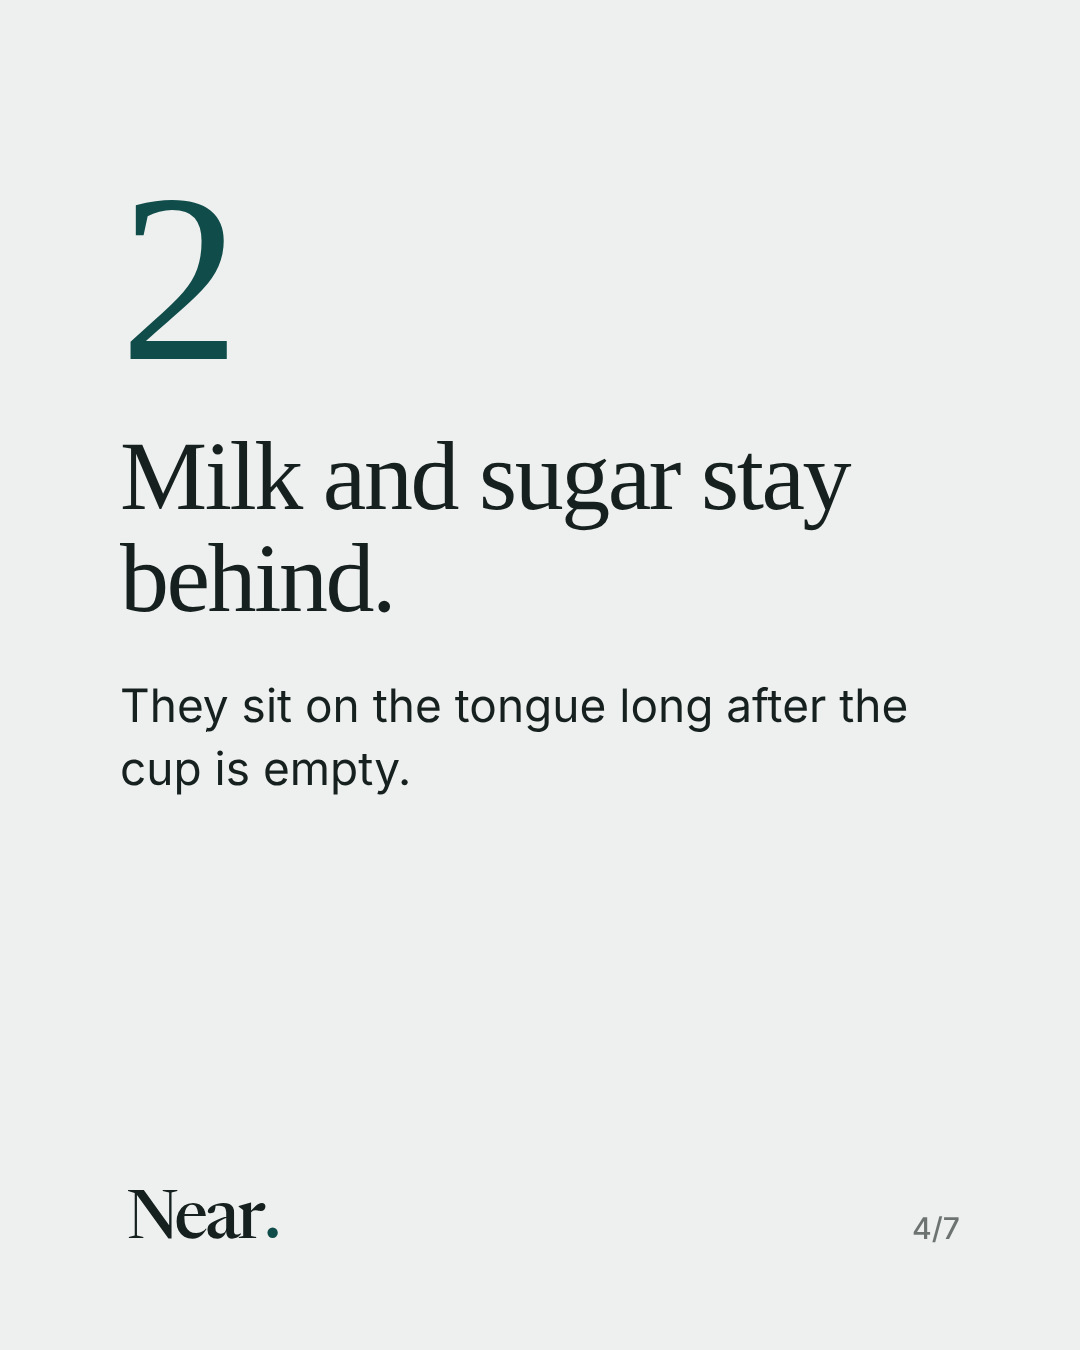 2
Milk and sugar stay
behind.
They sit on the tongue long after the
cup is empty.
Near.
4/7